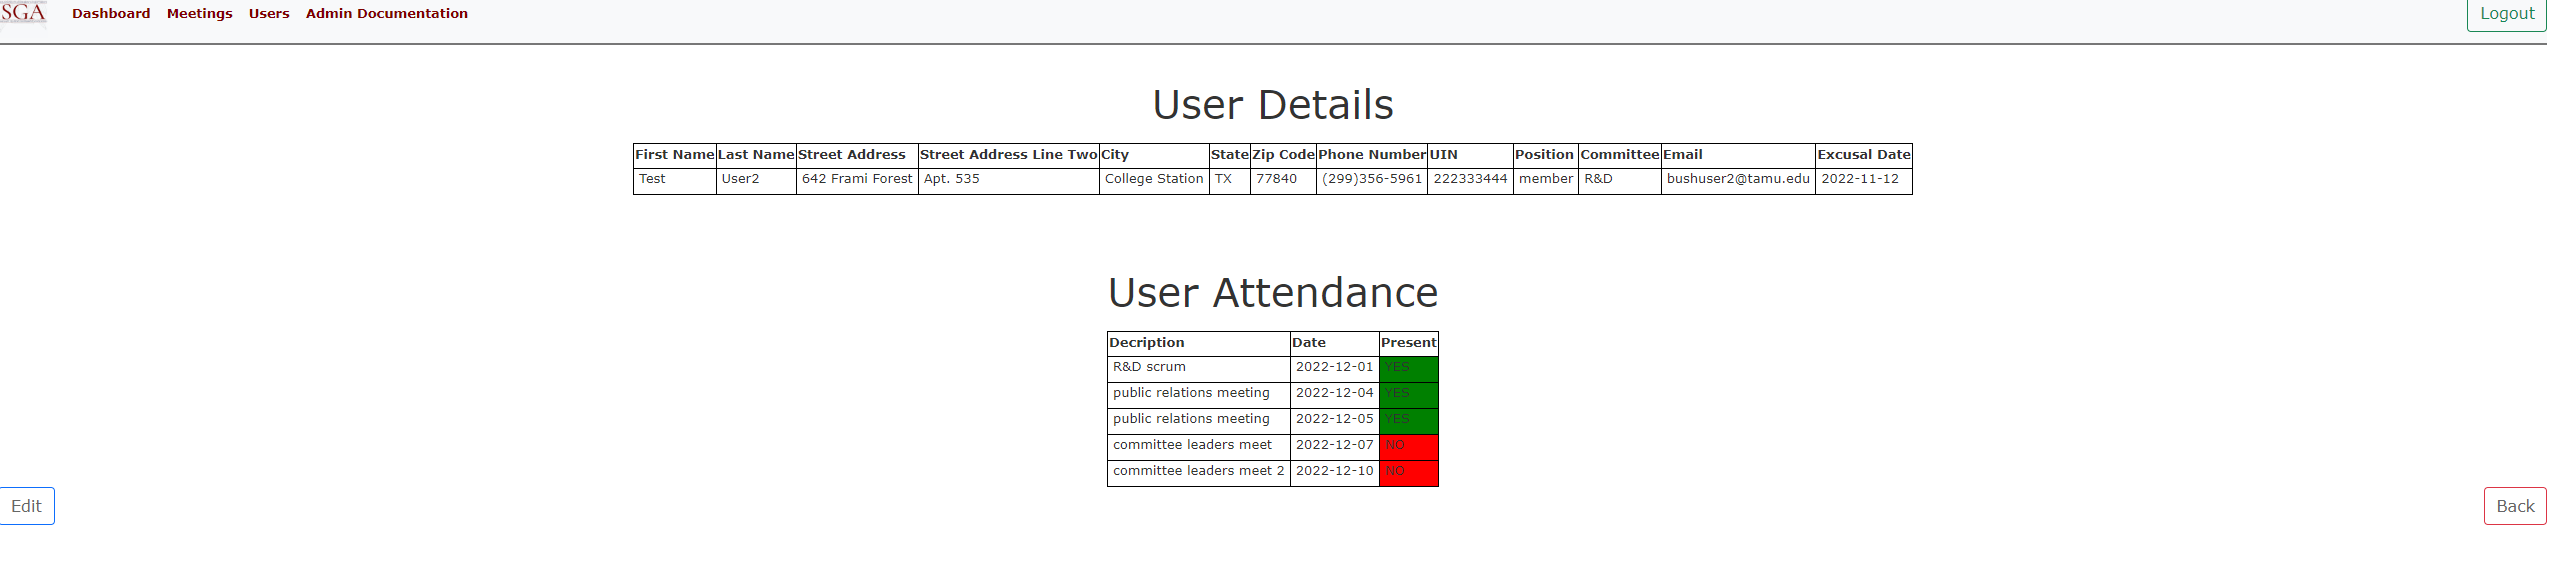 SGA Dashboard Meetings Users Admin Documentation Logout
User Details
First Name Last Name Street Address Street Address Line Two City State Zip Code Phone Number UIN Position Committee Email Excusal Date
Test User2 642 Frami Forest Apt. 535 College Station TX 77840 (299)356-5961 222333444 member R&D bushuser2@tamu.edu 2022-11-12
User Attendance
Decription Date Present
R&D scrum 2022-12-01 YES
public relations meeting 2022-12-04 YES
public relations meeting 2022-12-05 YES
committee leaders meet 2022-12-07 NO
committee leaders meet 2 2022-12-10 NO
Edit Back